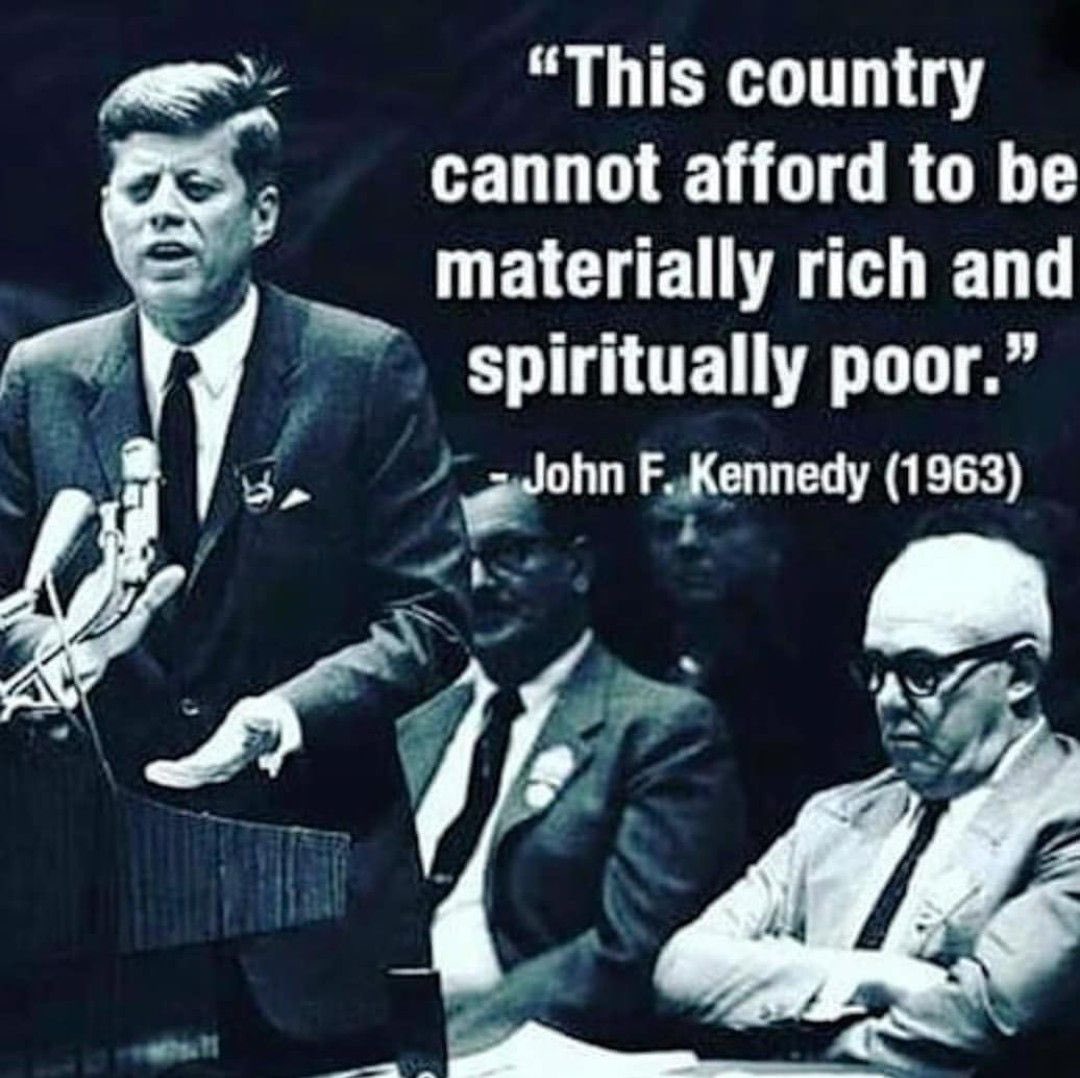 “This country
cannot afford to be
materially rich and
spiritually poor.”
- John F. Kennedy (1963)